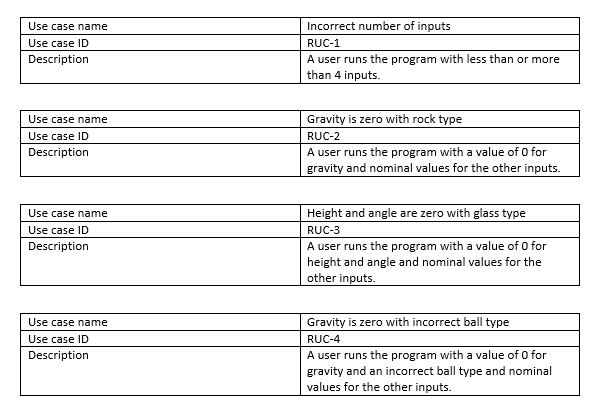 Use case name Incorrect number of inputs
Use case ID RUC-1
Description A user runs the program with less than or more
than 4 inputs.
Use case name Gravity is zero with rock type
Use case ID RUC-2
Description A user runs the program with a value of 0 for
gravity and nominal values for the other inputs.
Use case name Height and angle are zero with glass type
Use case ID RUC-3
Description A user runs the program with a value of 0 for
height and angle and nominal values for the
other inputs.
Use case name Gravity is zero with incorrect ball type
Use case ID RUC-4
Description A user runs the program with a value of 0 for
gravity and an incorrect ball type and nominal
values for the other inputs.